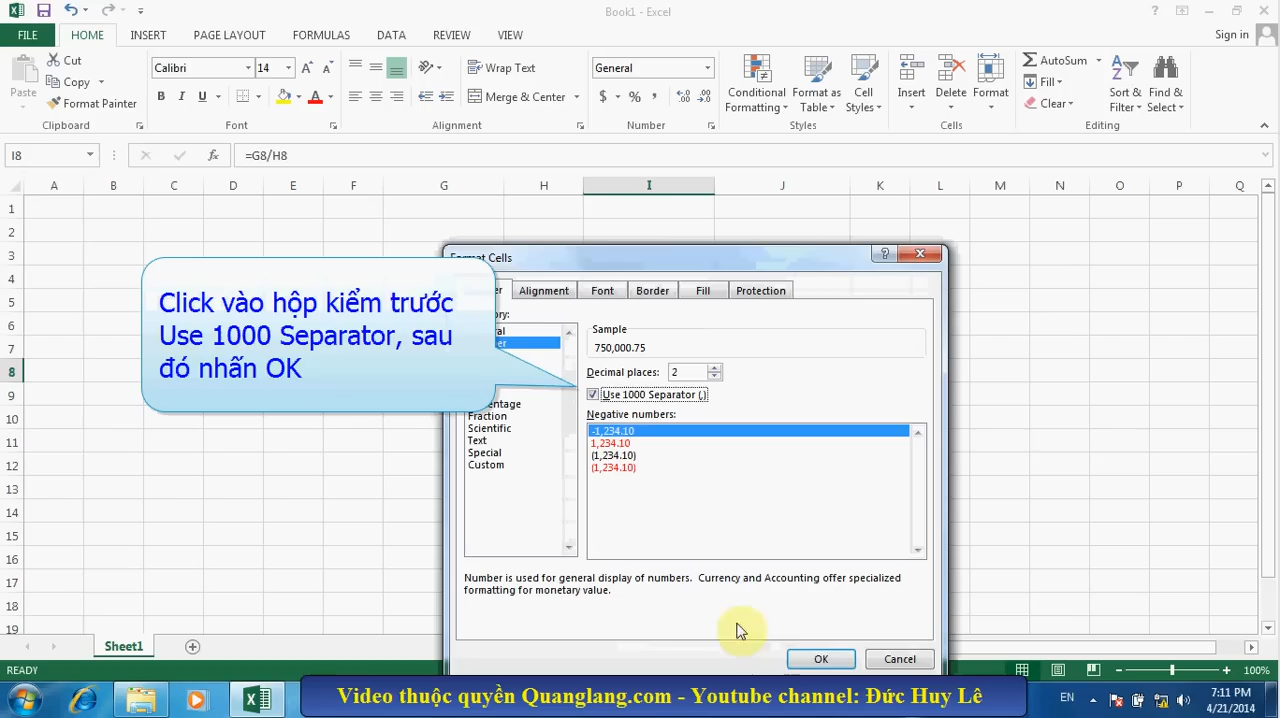 Book1 - Excel
FILE HOME INSERT PAGE LAYOUT FORMULAS DATA REVIEW VIEW Sign in
Paste
Cut
Copy
Format Painter
Clipboard
Calibri 14
B I U
Font
Wrap Text
Merge & Center
Alignment
General
$ % ,
Number
Conditional Formatting
Format as Table
Cell Styles
Styles
Insert
Delete
Format
Cells
AutoSum
Fill
Clear
Sort & Filter
Find & Select
Editing
I8 fx =G8/H8
A B C D E F G H I J K L M N O P Q
1
2
3
4
5
6
7
8
9
10
11
12
13
14
15
16
17
18
19
Format Cells
Alignment Font Border Fill Protection
Click vào hộp kiểm trước
Use 1000 Separator, sau
đó nhấn OK
Fraction
Scientific
Text
Special
Custom
Sample
750,000.75
Decimal places: 2
Use 1000 Separator (,)
Negative numbers:
-1,234.10
1,234.10
(1,234.10)
(1,234.10)
Number is used for general display of numbers. Currency and Accounting offer specialized
formatting for monetary value.
OK Cancel
Sheet1
READY 100%
Video thuộc quyền Quanglang.com - Youtube channel: Đức Huy Lê
EN
7:11 PM
4/21/2014